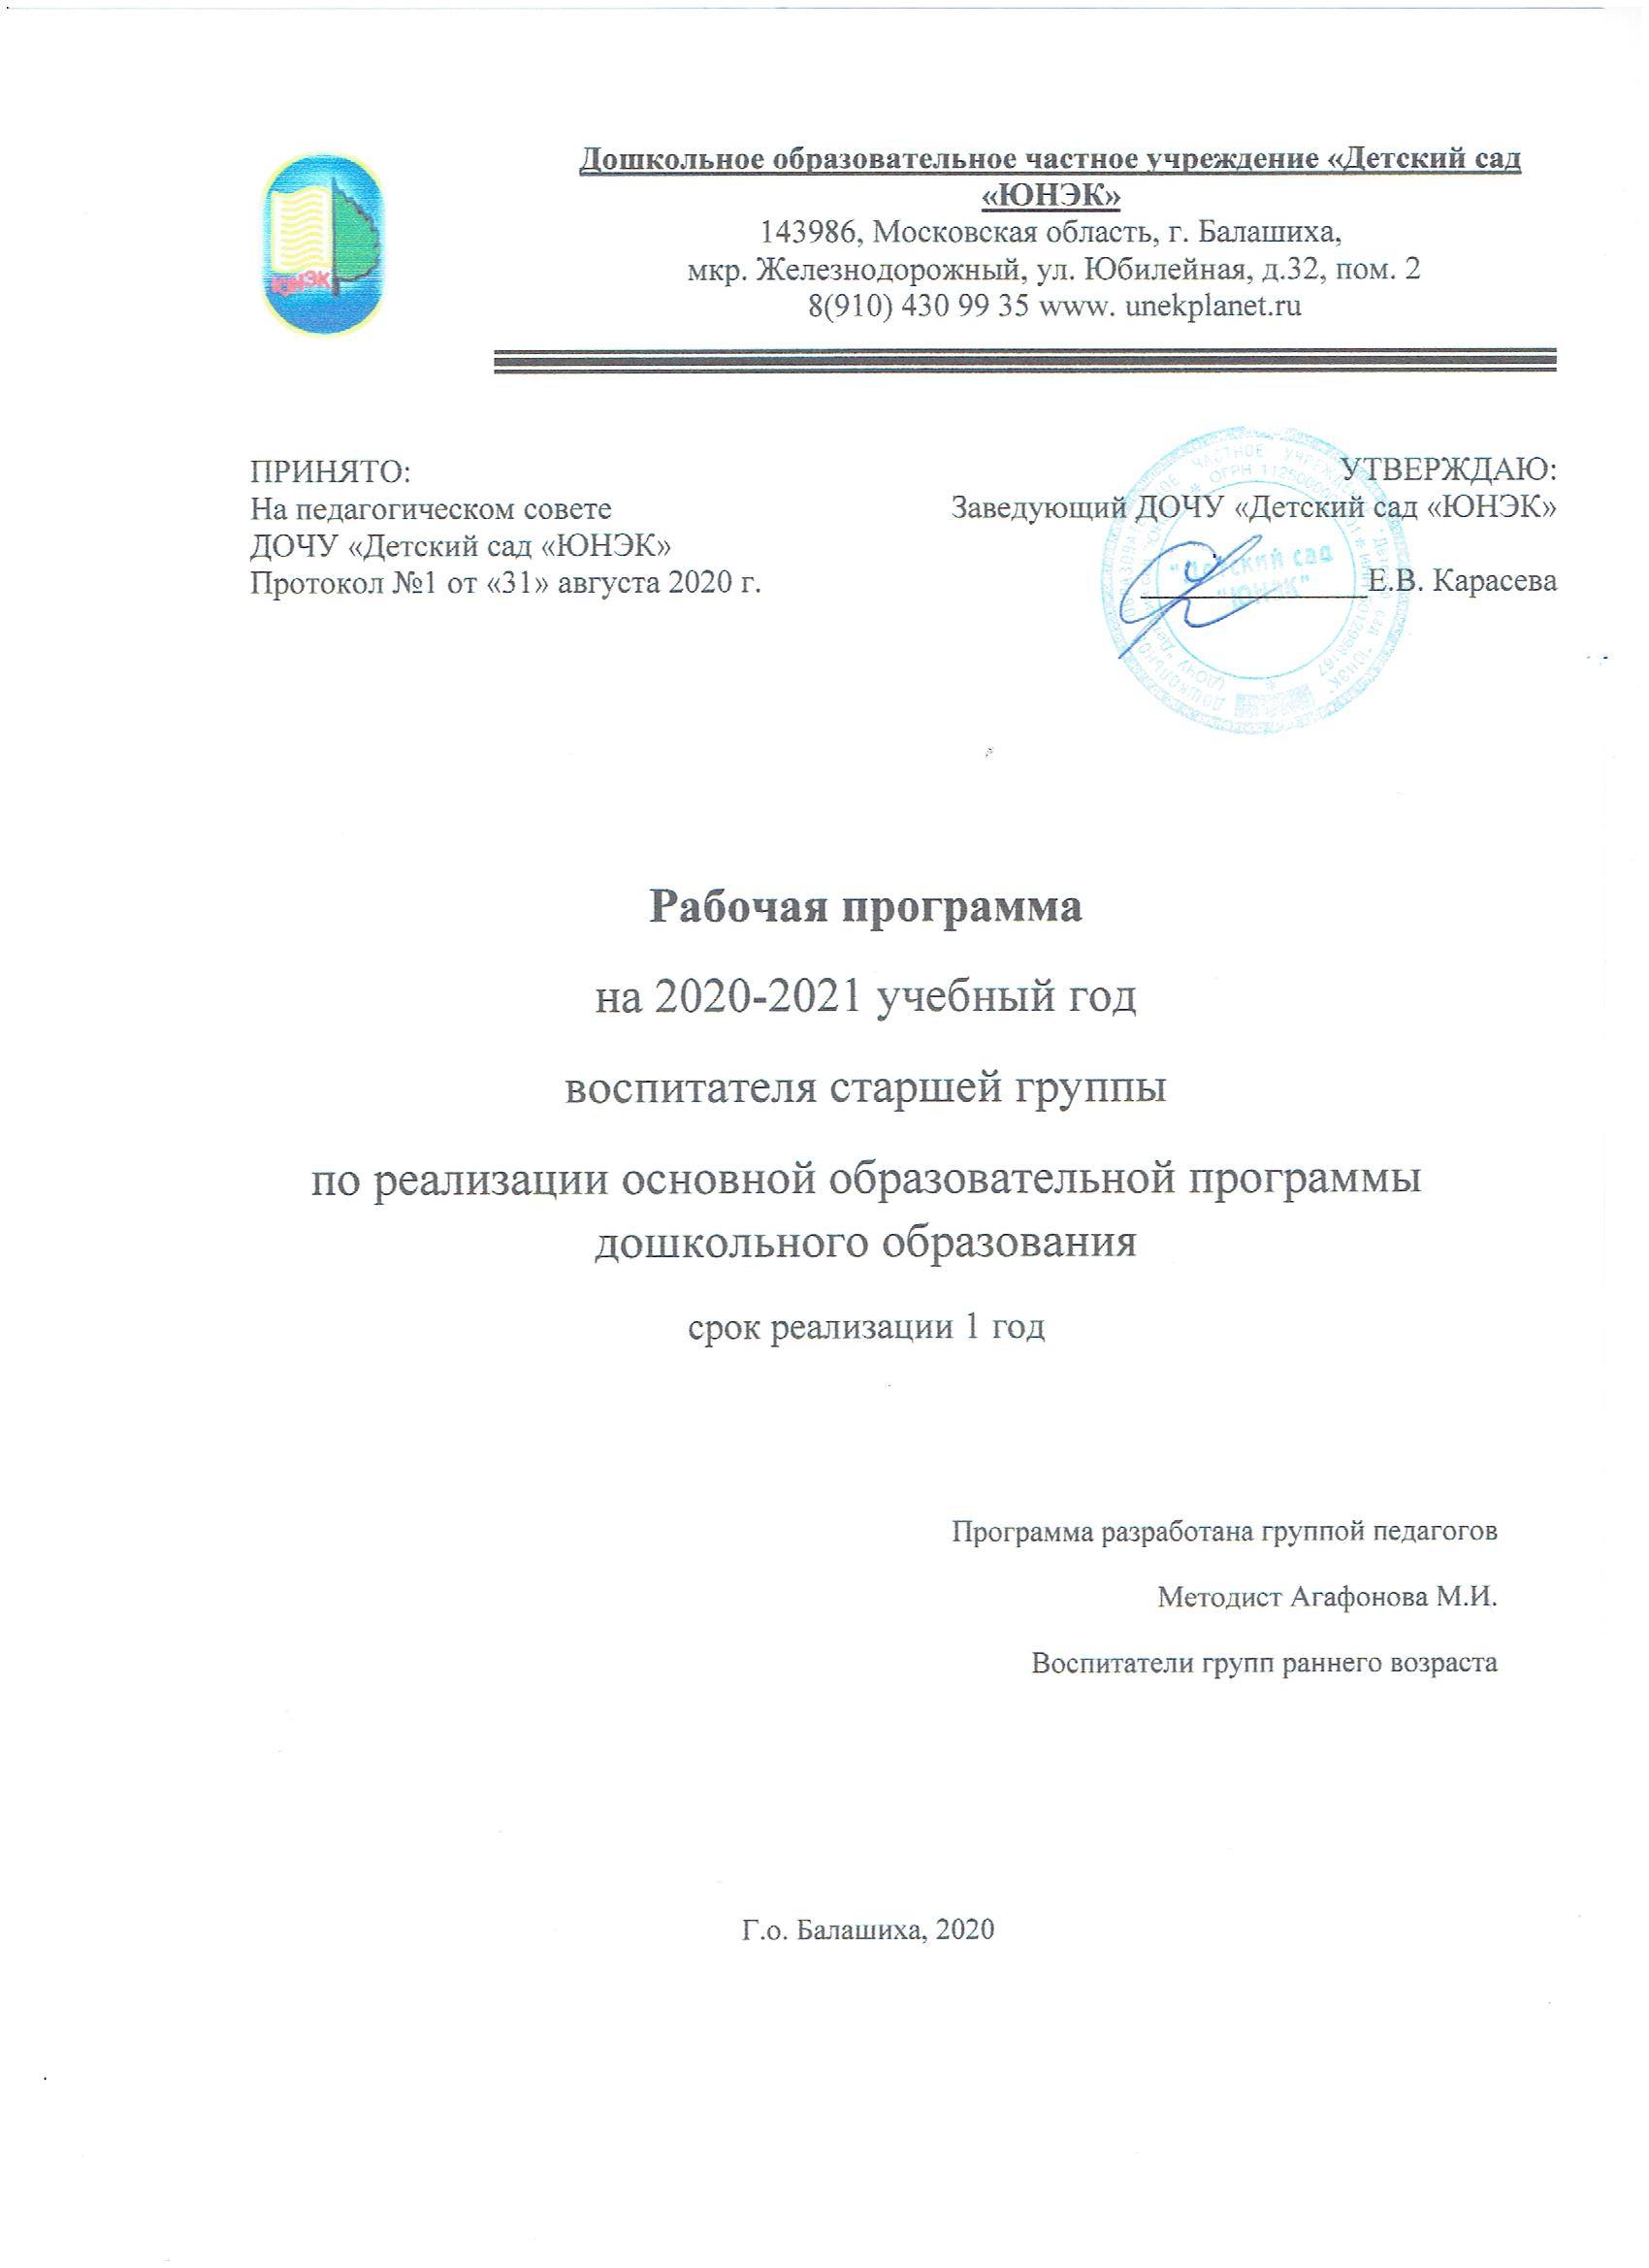 Дошкольное образовательное частное учреждение «Детский сад
«ЮНЭК»
143986, Московская область, г. Балашиха,
мкр. Железнодорожный, ул. Юбилейная, д.32, пом. 2
8(910) 430 99 35 www. unekplanet.ru
ЮНЭК
ПРИНЯТО:
На педагогическом совете
ДОЧУ «Детский сад «ЮНЭК»
Протокол №1 от «31» августа 2020 г.
УТВЕРЖДАЮ:
Заведующий ДОЧУ «Детский сад «ЮНЭК»
Е.В. Карасева
"Детский сад
"ЮНЭК"
Рабочая программа
на 2020-2021 учебный год
воспитателя старшей группы
по реализации основной образовательной программы
дошкольного образования
срок реализации 1 год
Программа разработана группой педагогов
Методист Агафонова М.И.
Воспитатели групп раннего возраста
Г.о. Балашиха, 2020